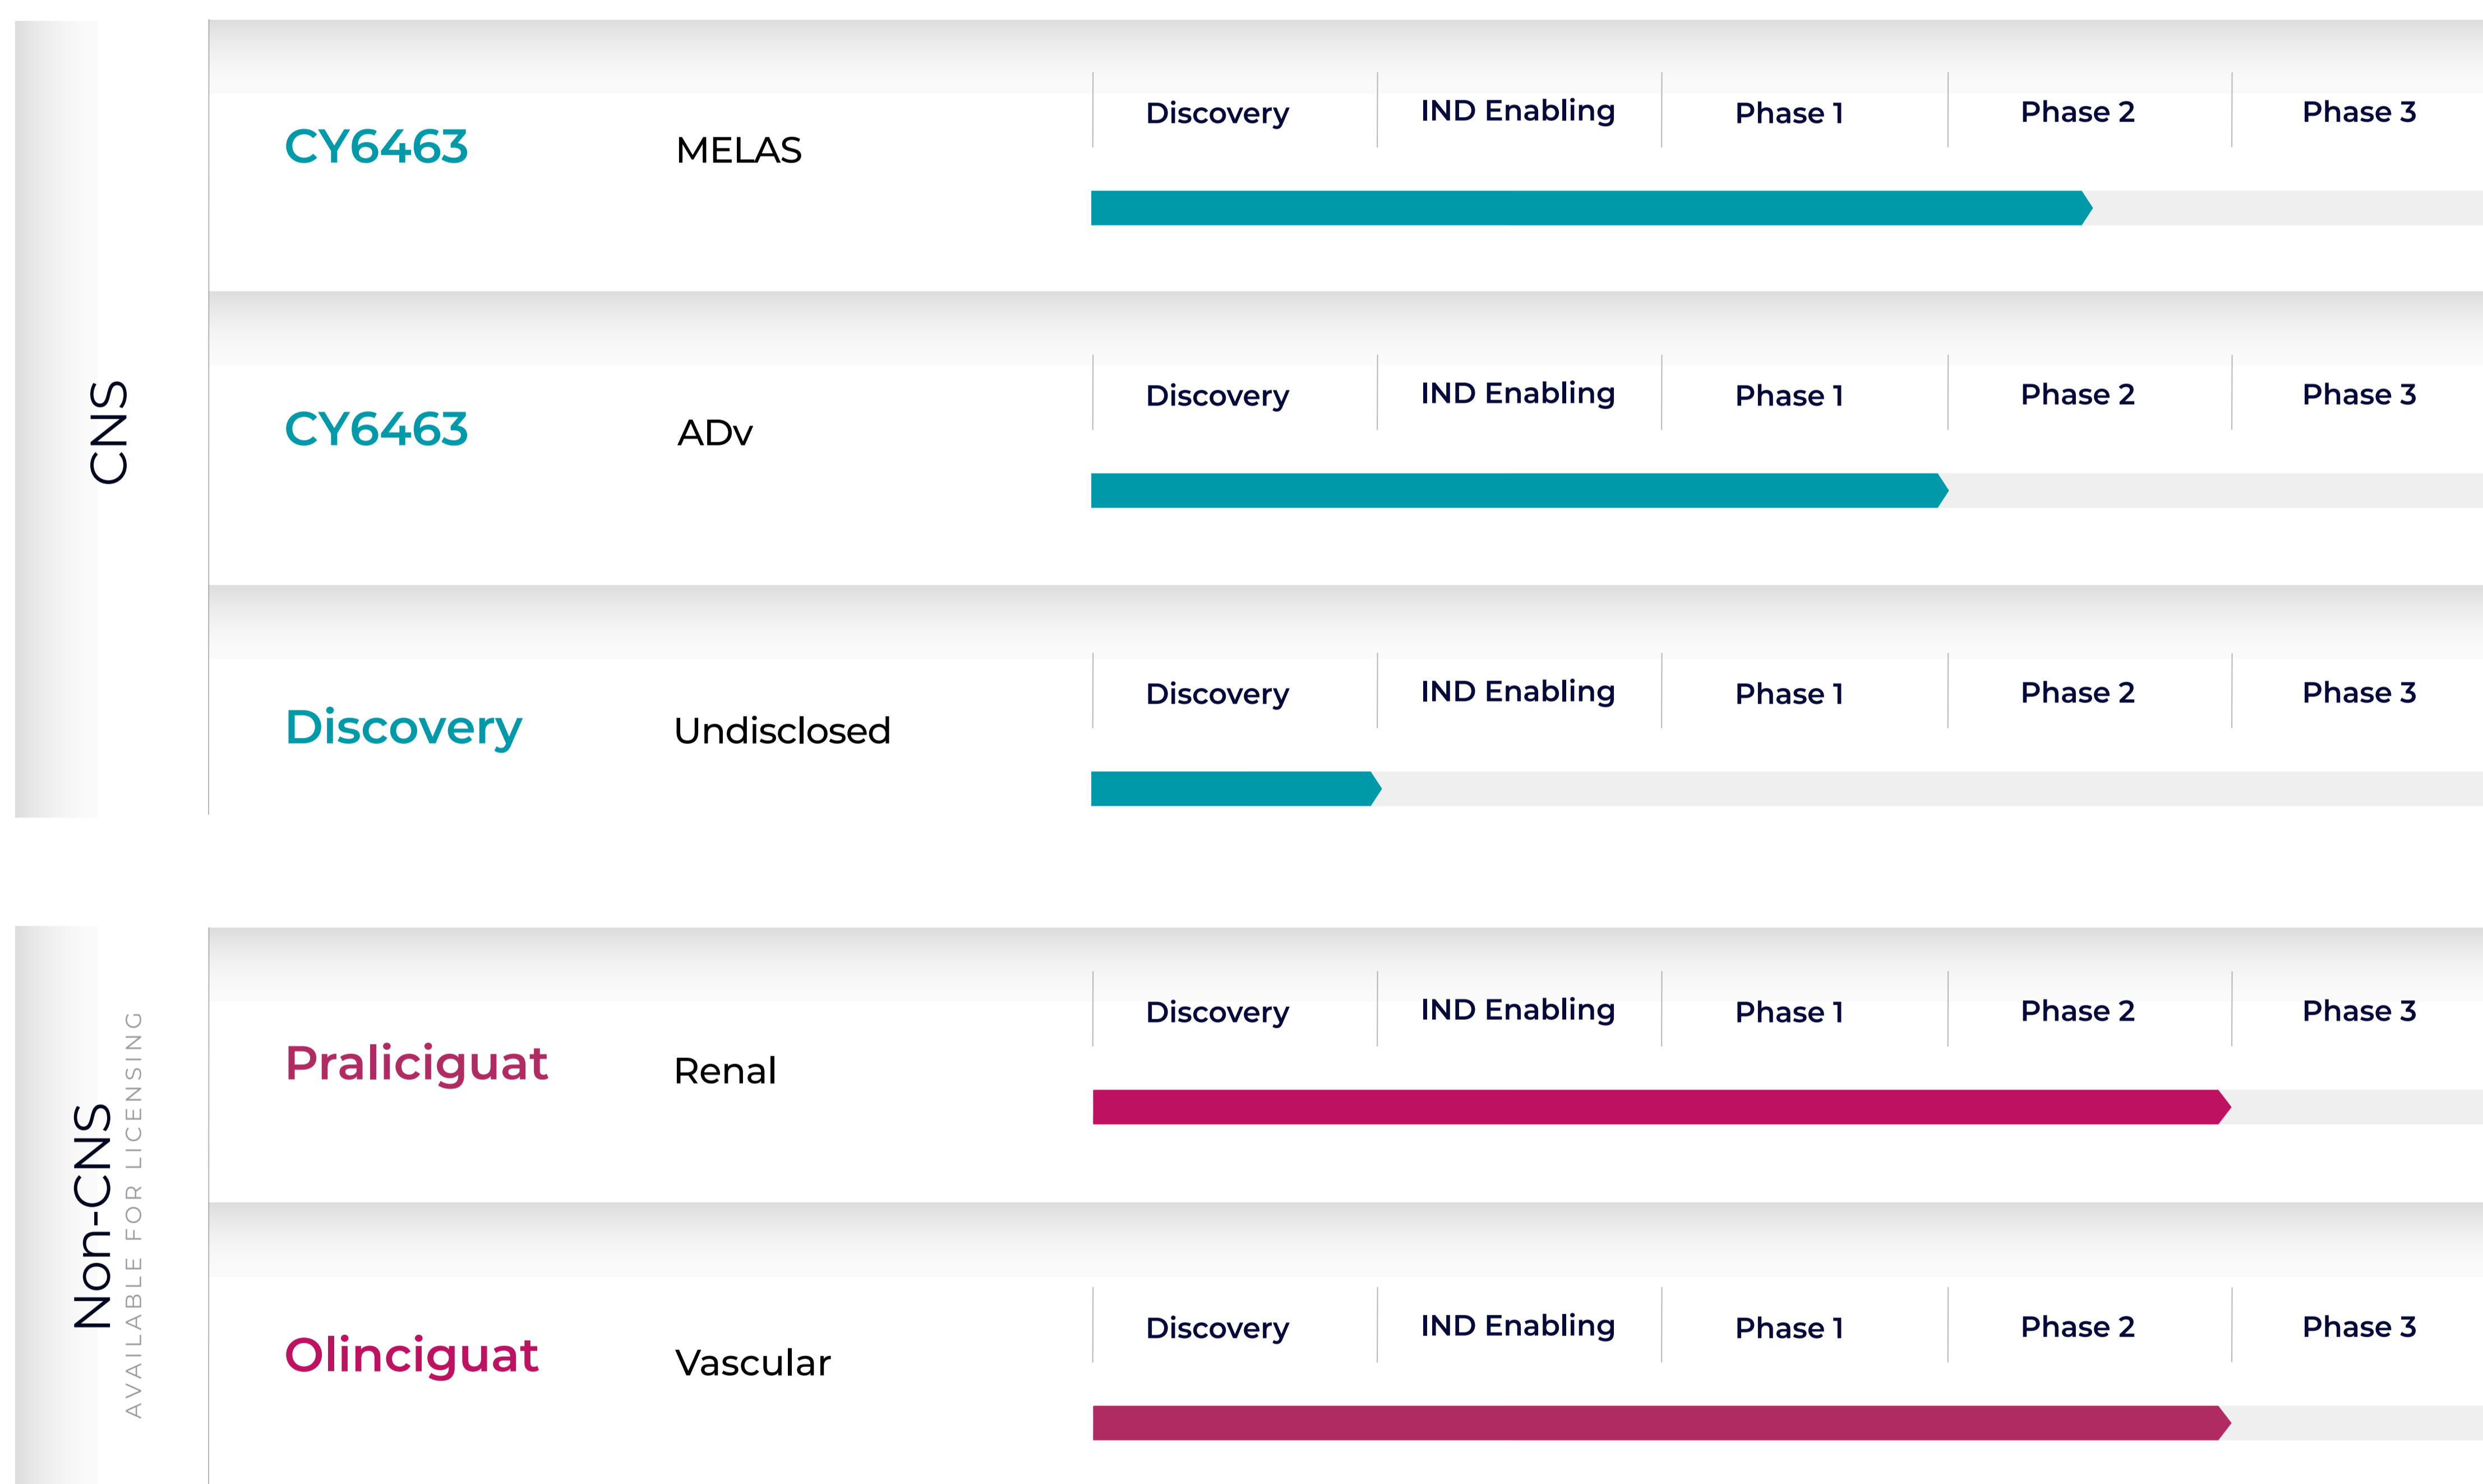 CNS
Discovery IND Enabling Phase 1 Phase 2 Phase 3
CY6463 MELAS
Discovery IND Enabling Phase 1 Phase 2 Phase 3
CY6463 ADv
Discovery IND Enabling Phase 1 Phase 2 Phase 3
Discovery Undisclosed
Non-CNS
AVAILABLE FOR LICENSING
Discovery IND Enabling Phase 1 Phase 2 Phase 3
Praliciguat Renal
Discovery IND Enabling Phase 1 Phase 2 Phase 3
Olinciguat Vascular